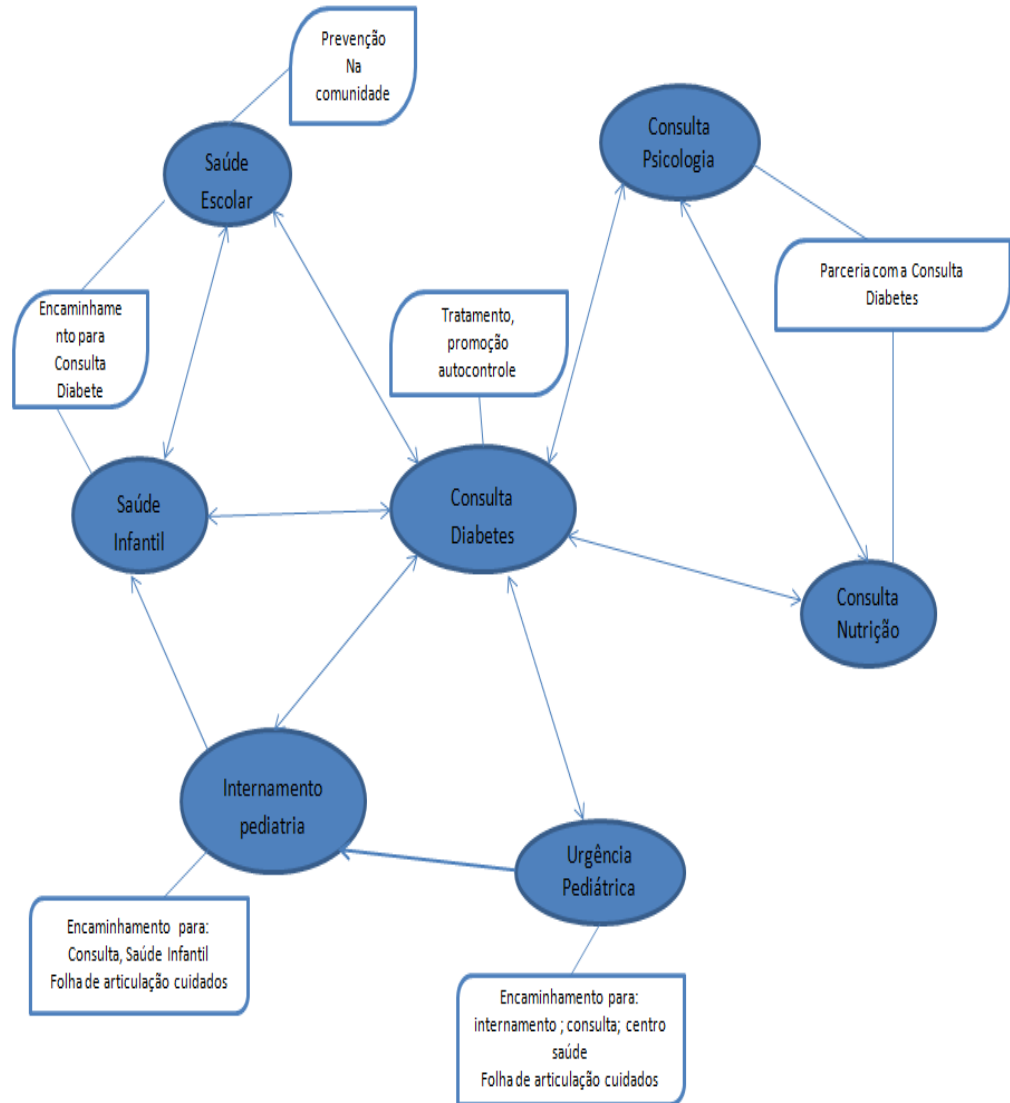 Prevenção
Na
comunidade
Consulta
Psicologia
Saúde
Escolar
Parceria com a Consulta
Diabetes
Encaminhame
nto para
Consulta
Diabete
Tratamento,
promoção
autocontrole
Saúde
Infantil
Consulta
Diabetes
Consulta
Nutrição
Internamento
pediatria
Urgência
Pediátrica
Encaminhamento para:
Consulta, Saúde Infantil
Folha de articulação cuidados
Encaminhamento para:
internamento ; consulta; centro
saúde
Folha de articulação cuidados